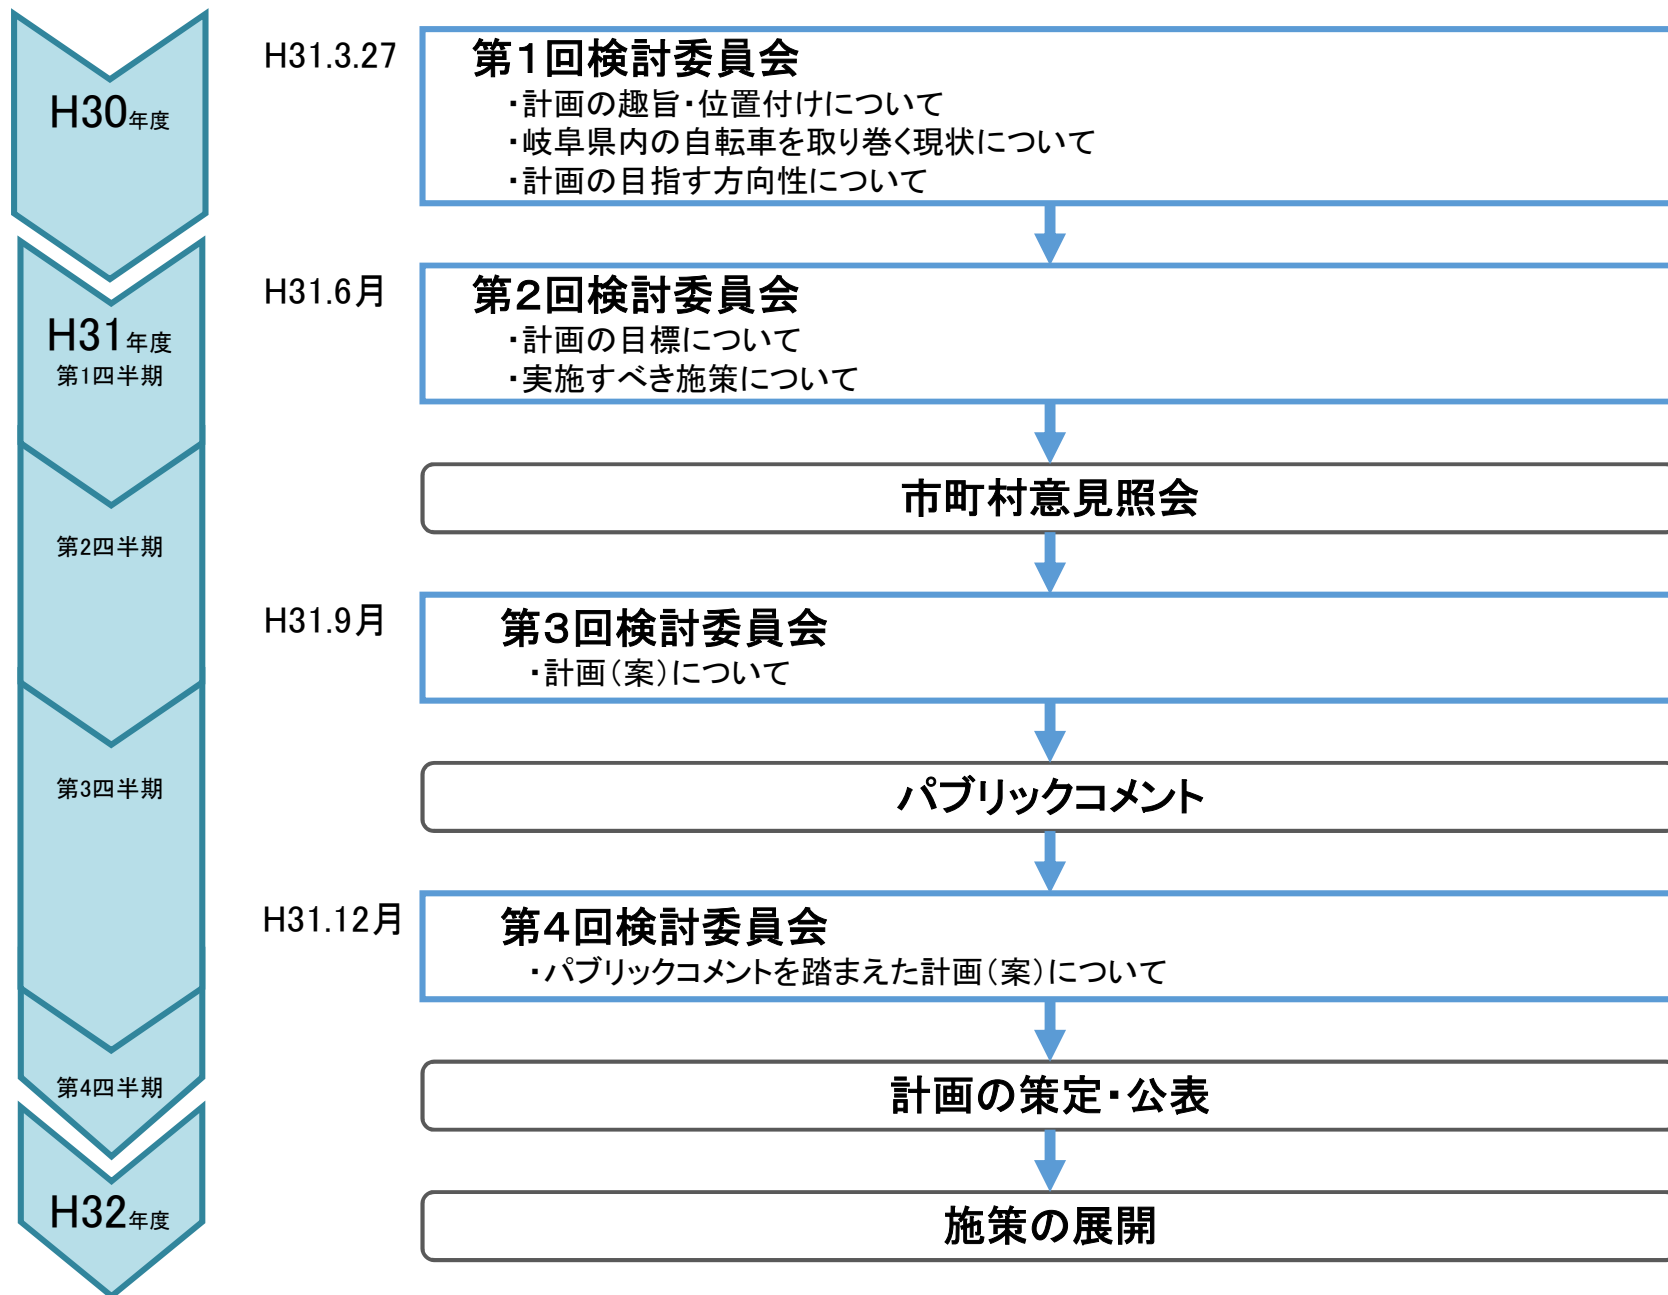 H30年度
H31.3.27
第1回検討委員会
・計画の趣旨・位置付けについて
・岐阜県内の自転車を取り巻く現状について
・計画の目指す方向性について
H31年度
第1四半期
H31.6月
第2回検討委員会
・計画の目標について
・実施すべき施策について
市町村意見照会
第2四半期
H31.9月
第3回検討委員会
・計画(案)について
パブリックコメント
第3四半期
H31.12月
第4回検討委員会
・パブリックコメントを踏まえた計画(案)について
計画の策定・公表
第4四半期
H32年度
施策の展開